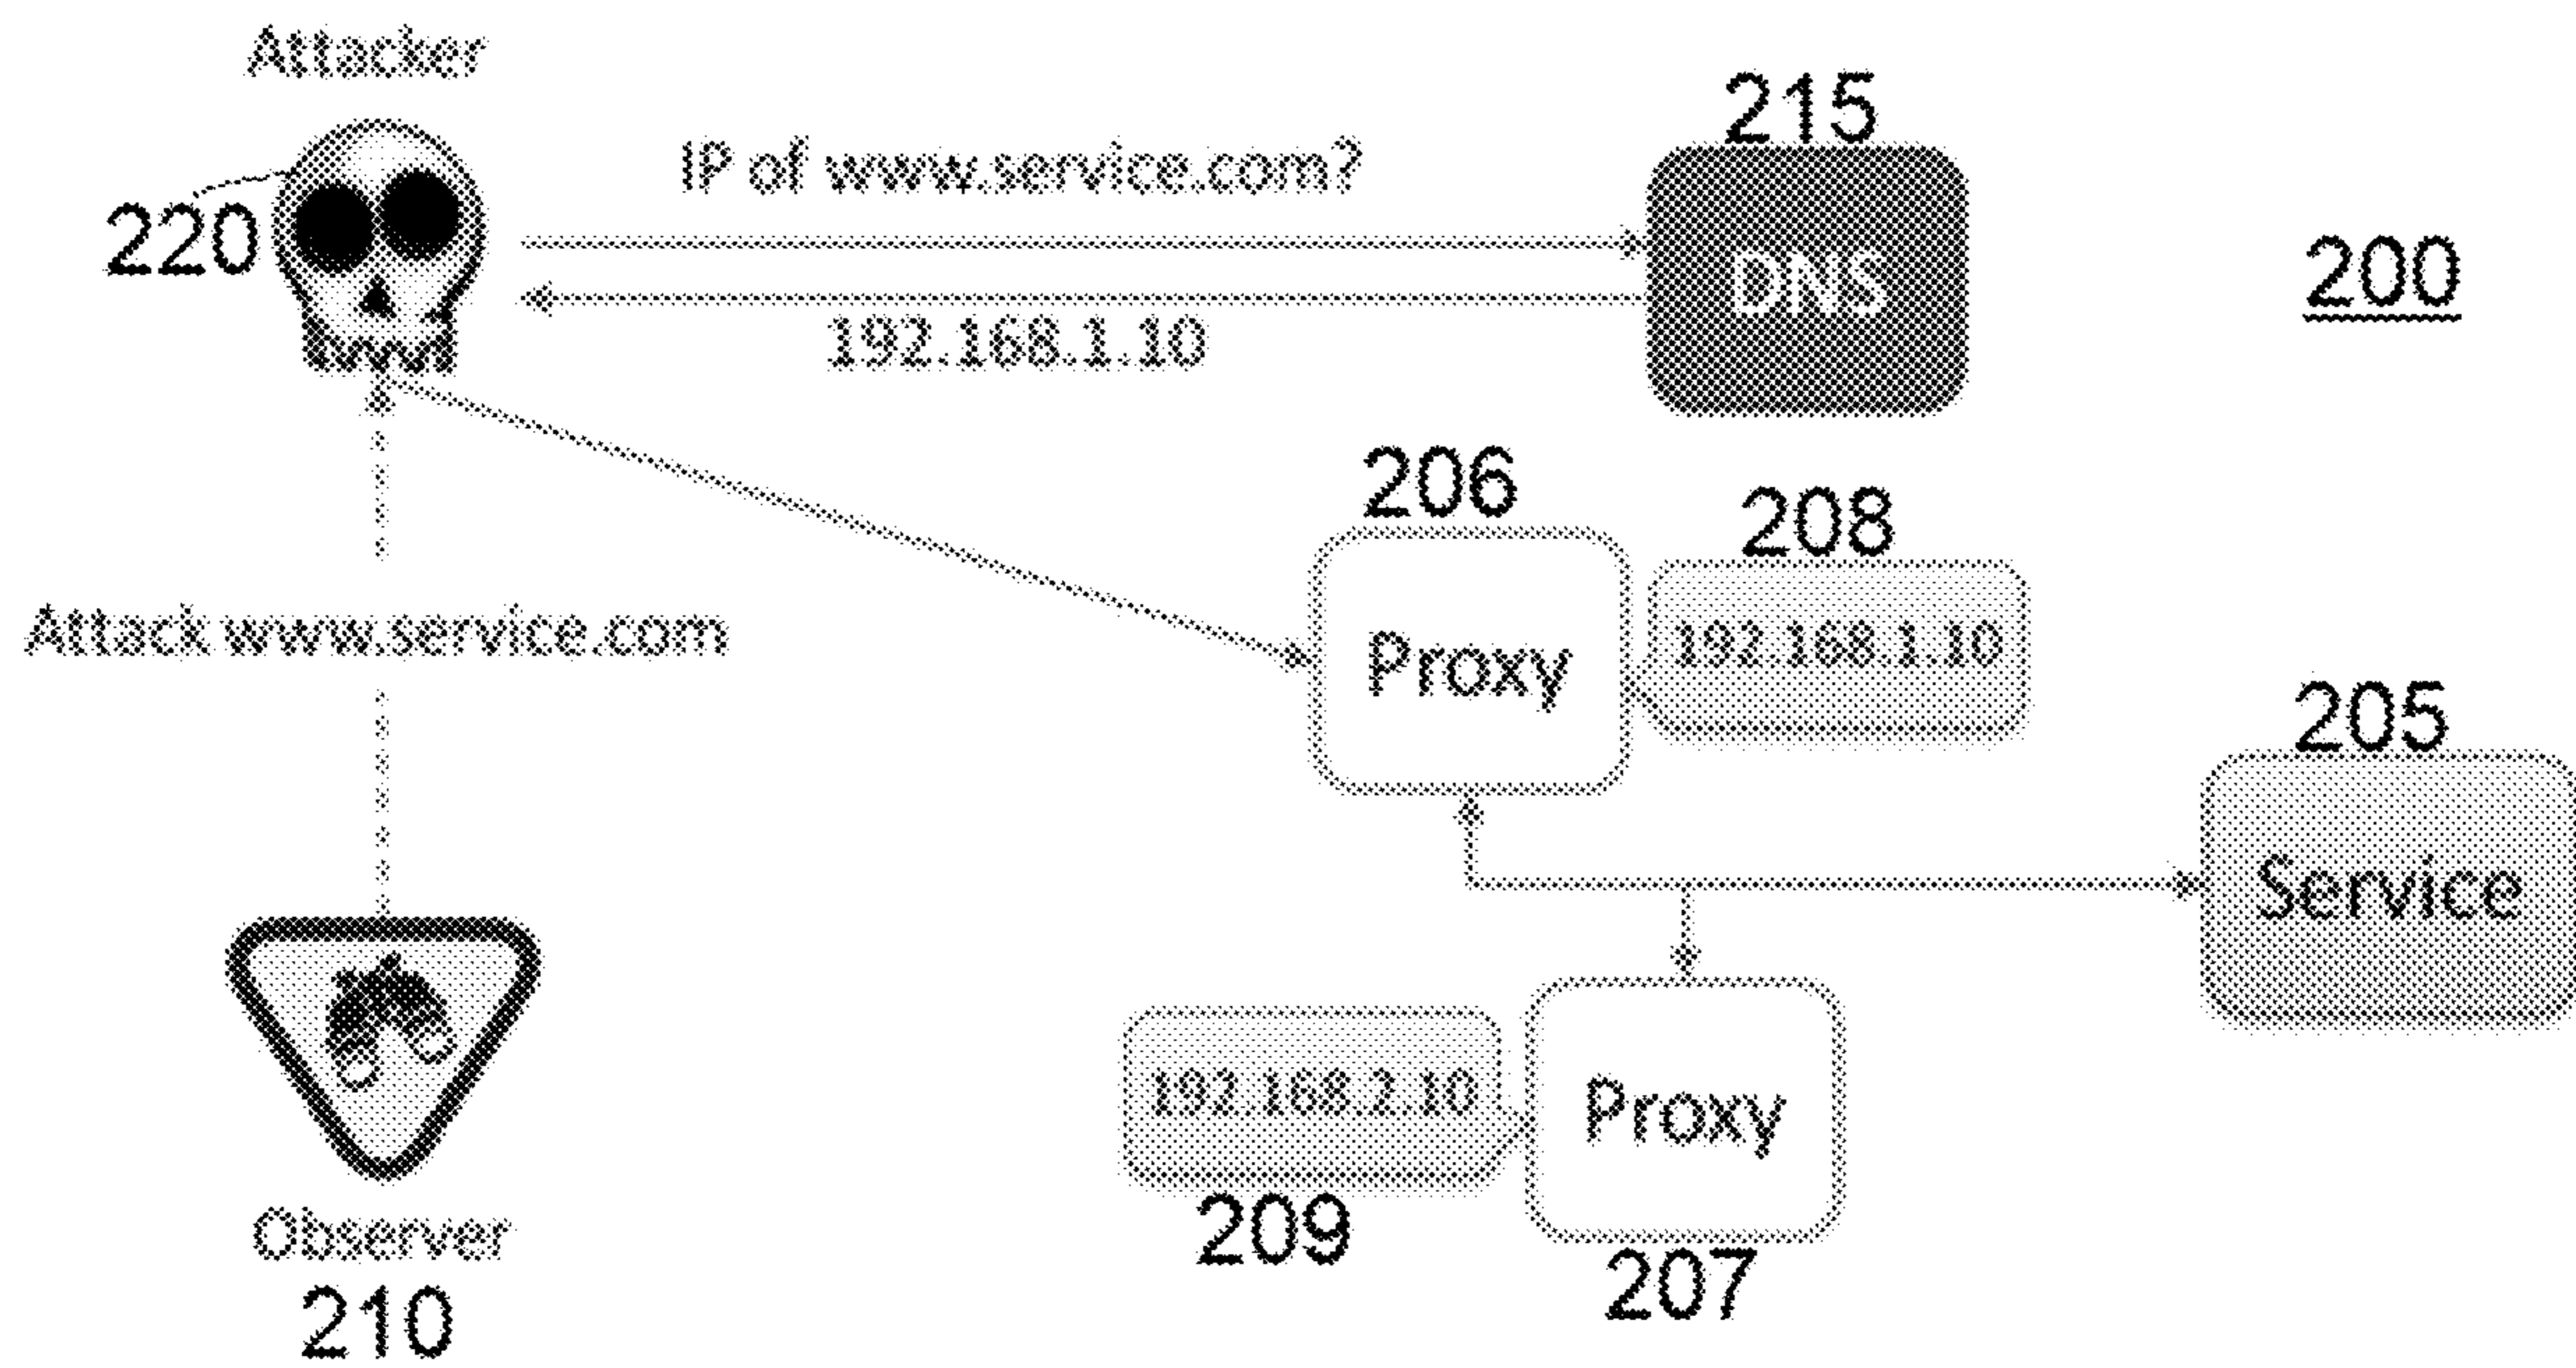 Attacker
220
IP of www.service.com?
192.168.1.10
215
DNS
200
206
Proxy
208
192.168.1.10
Attack www.service.com
205
Service
192.168.2.10
209
Proxy
207
Observer
210